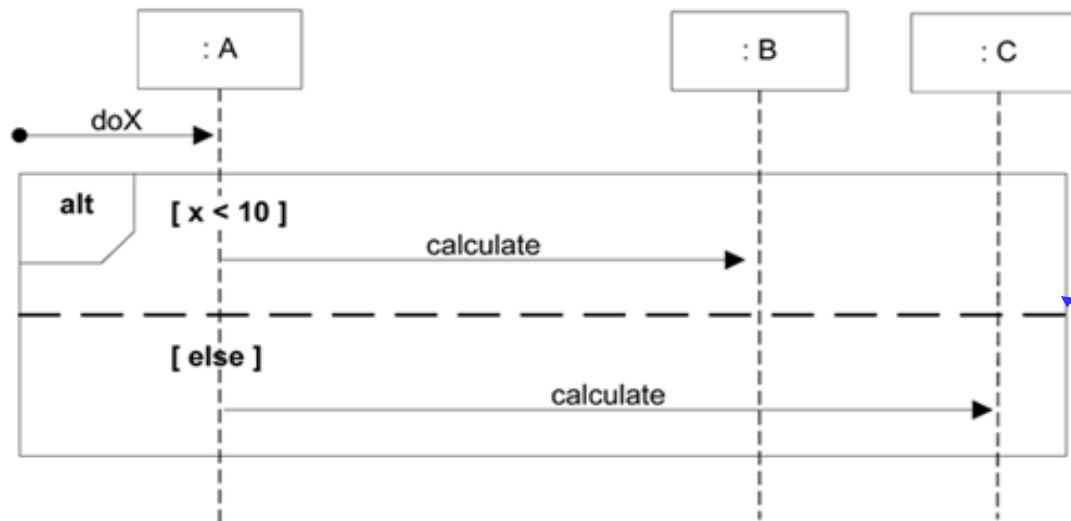 : A
: B
: C
doX
alt
[ x < 10 ]
calculate
[ else ]
calculate